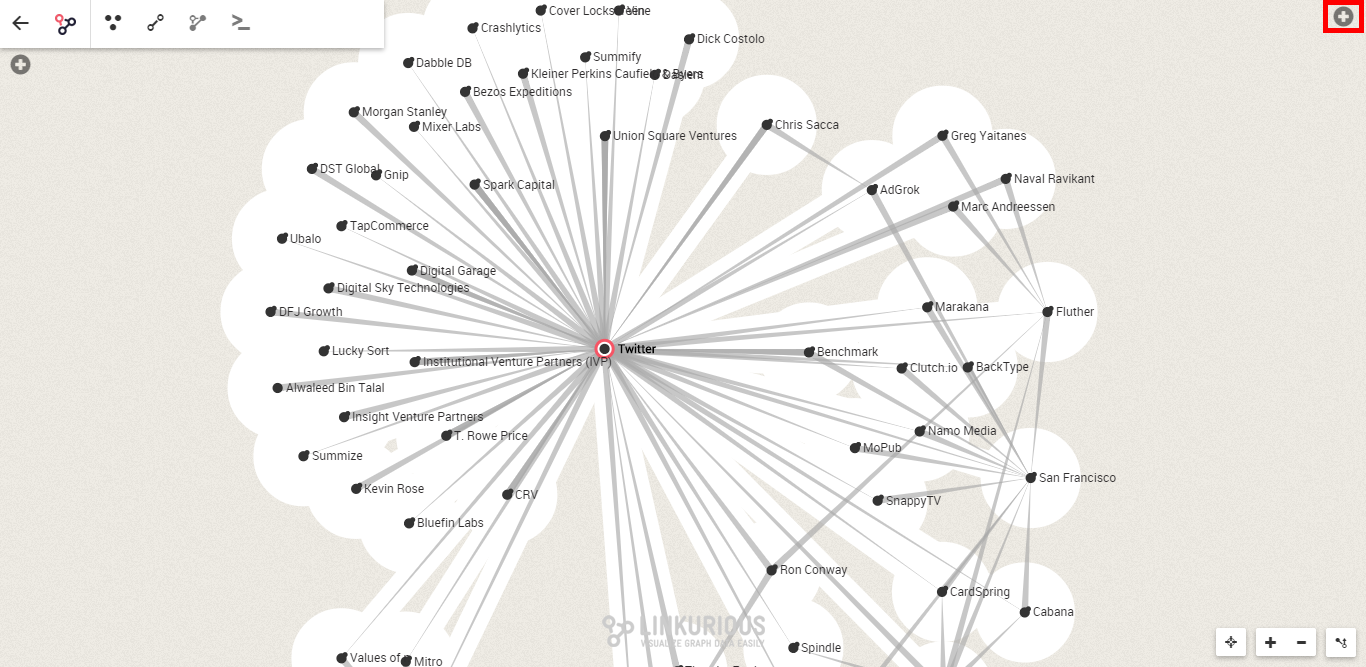 Cover Locks
Vine
Crashlytics
Dick Costolo
Summify
Dabble DB
Kleiner Perkins Caufield & Byers
Dasient
Bezos Expeditions
Morgan Stanley
Mixer Labs
Chris Sacca
Union Square Ventures
Greg Yaitanes
DST Global
Gnip
Spark Capital
AdGrok
Naval Ravikant
Marc Andreessen
TapCommerce
Ubalo
Digital Garage
Digital Sky Technologies
Marakana
DFJ Growth
Fluther
Lucky Sort
Twitter
Benchmark
Institutional Venture Partners (IVP)
Clutch.io
BackType
Alwaleed Bin Talal
Insight Venture Partners
T. Rowe Price
Namo Media
MoPub
Summize
San Francisco
Kevin Rose
CRV
SnappyTV
Bluefin Labs
Ron Conway
CardSpring
Cabana
LINKURIOUS
VISUALIZE GRAPH DATA EASILY
Spindle
Values of
Mitro